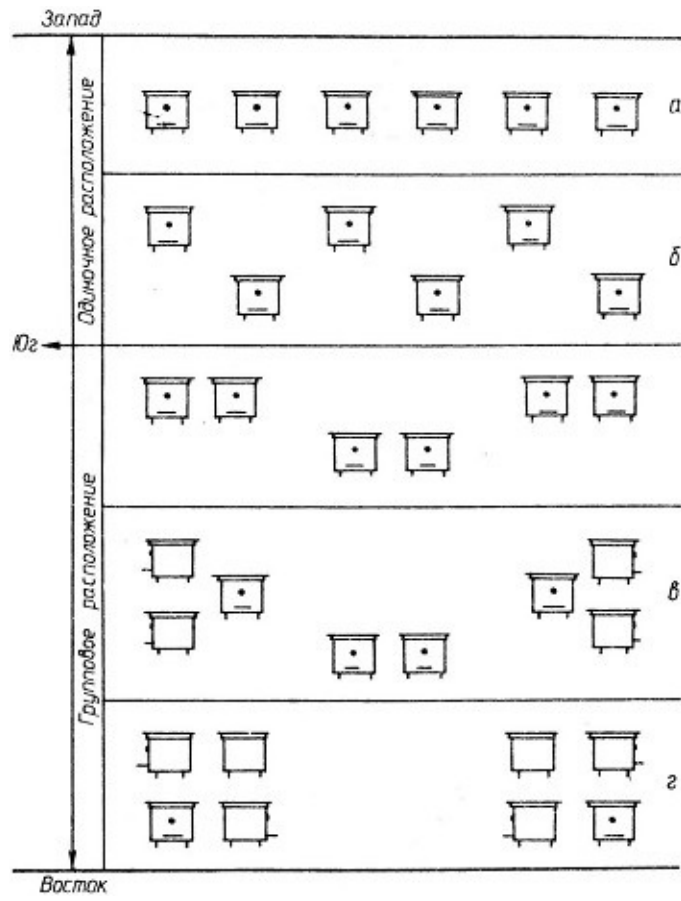 Запад
Одиночное расположение
а
б
Юг
Групповое расположение
в
г
Восток